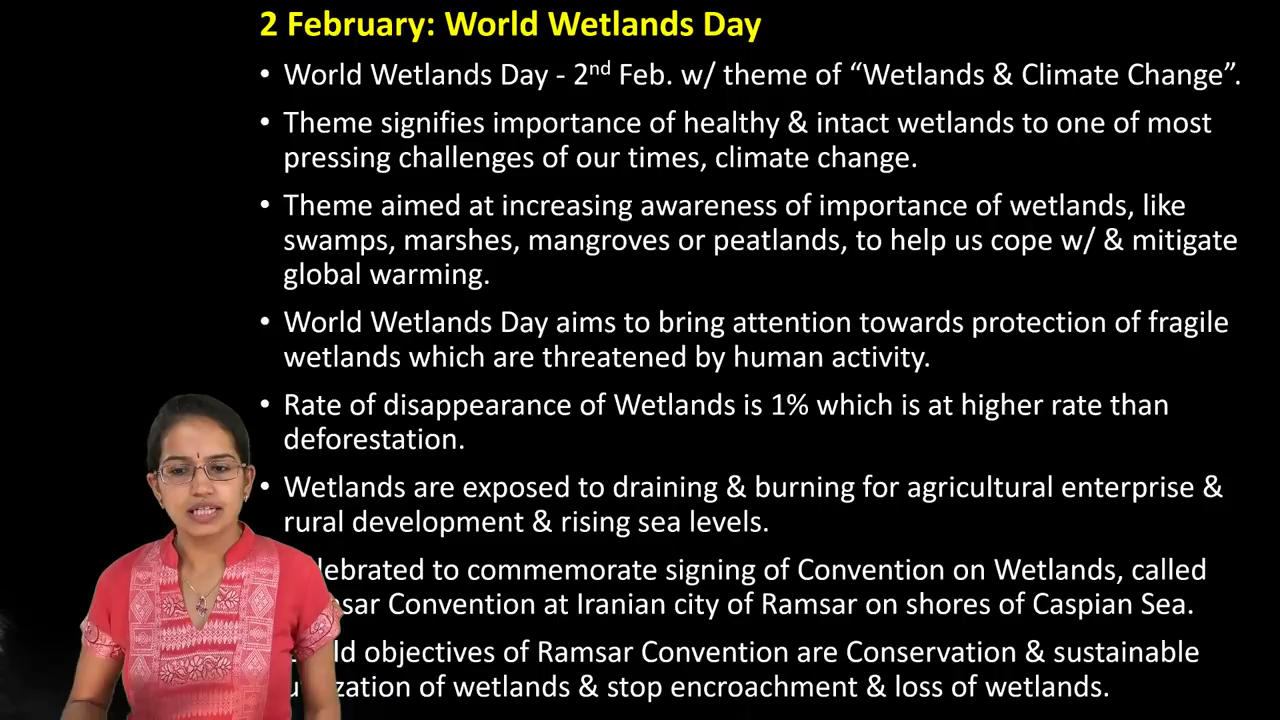 2 February: World Wetlands Day
• World Wetlands Day - 2nd Feb. w/ theme of “Wetlands & Climate Change”.
• Theme signifies importance of healthy & intact wetlands to one of most
pressing challenges of our times, climate change.
• Theme aimed at increasing awareness of importance of wetlands, like
swamps, marshes, mangroves or peatlands, to help us cope w/ & mitigate
global warming.
• World Wetlands Day aims to bring attention towards protection of fragile
wetlands which are threatened by human activity.
• Rate of disappearance of Wetlands is 1% which is at higher rate than
deforestation.
• Wetlands are exposed to draining & burning for agricultural enterprise &
rural development & rising sea levels.
to commemorate signing of Convention on Wetlands, called
Convention at Iranian city of Ramsar on shores of Caspian Sea.
objectives of Ramsar Convention are Conservation & sustainable
of wetlands & stop encroachment & loss of wetlands.